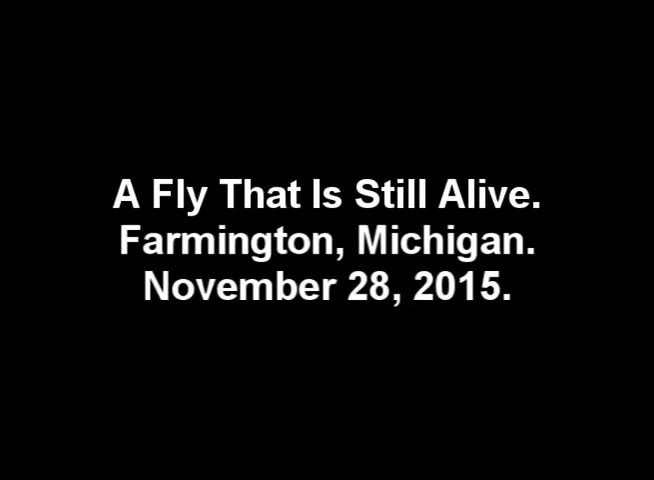 A Fly That Is Still Alive.
Farmington, Michigan.
November 28, 2015.